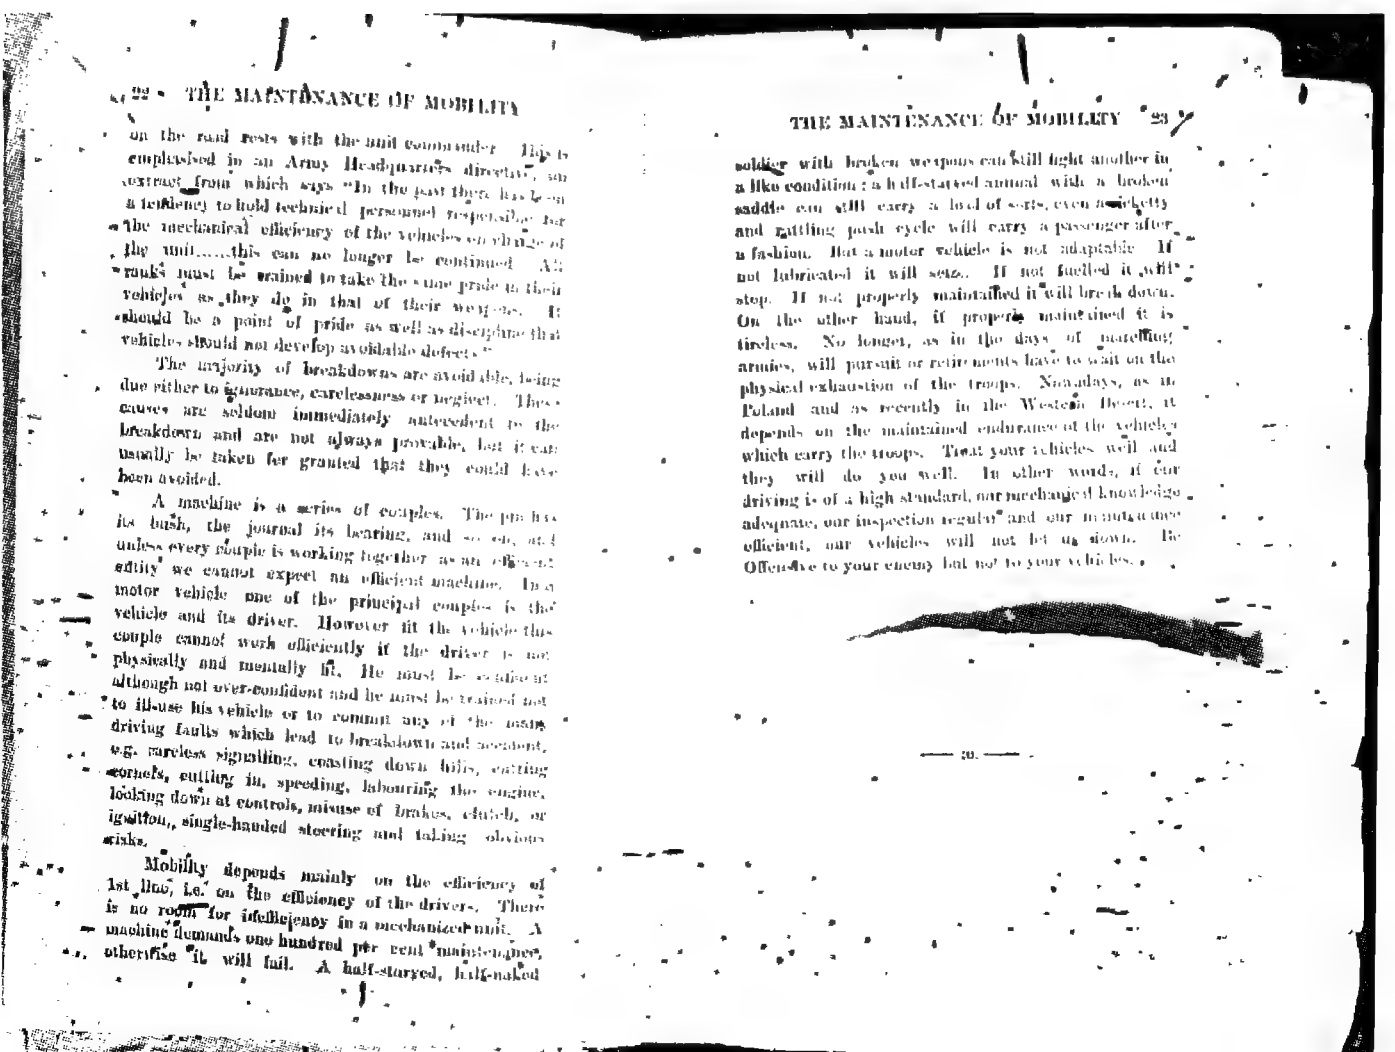 22 THE MAINTENANCE OF MOBILITY
on the road rests with the unit commander. This is
emphasised in an Army Headquarters directive, an
extract from which says "In the past there has been
a tendency to hold technical personnel responsible for
the mechanical efficiency of the vehicles on charge of
the unit......this can no longer be continued. All
ranks must be trained to take the same pride in their
vehicles as they do in that of their weapons. It
should be a point of pride as well as discipline that
vehicles should not develop avoidable defects."
The majority of breakdowns are avoidable, being
due either to ignorance, carelessness or neglect. These
causes are seldom immediately antecedent to the
breakdown and are not always provable, but it can
usually be taken for granted that they could have
been avoided.
A machine is a series of couples. The pin has
its bush, the journal its bearing, and so on, and
unless every couple is working together as an efficient
entity we cannot expect an efficient machine. In a
motor vehicle one of the principal couples is the
vehicle and its driver. However fit the vehicle this
couple cannot work efficiently if the driver is not
physically and mentally fit. He must be confident
although not over-confident and he must be trained not
to ill-use his vehicle or to commit any of the many
driving faults which lead to breakdown and accident,
e.g. careless signalling, coasting down hills, cutting
corners, cutting in, speeding, labouring the engine,
looking down at controls, misuse of brakes, clutch, or
ignition, single-handed steering and taking obvious
risks.
Mobility depends mainly on the efficiency of
1st line, i.e. on the efficiency of the drivers. There
is no room for inefficiency in a mechanized unit. A
machine demands one hundred per cent maintenance,
otherwise it will fail. A half-starved, half-naked
THE MAINTENANCE OF MOBILITY 23
soldier with broken weapons can still fight another in
a like condition; a half-starved animal with a broken
saddle can still carry a load of sorts, even a rickety
and rattling push cycle will carry a passenger after
a fashion. But a motor vehicle is not adaptable. If
not lubricated it will seize. If not fuelled it will
stop. If not properly maintained it will break down.
On the other hand, if properly maintained it is
tireless. No longer, as in the days of marching
armies, will pursuit or retirements have to wait on the
physical exhaustion of the troops. Nowadays, as in
Poland and as recently in the Western Desert, it
depends on the maintained endurance of the vehicles
which carry the troops. Treat your vehicles well and
they will do you well. In other words, if our
driving is of a high standard, our mechanical knowledge
adequate, our inspection regular and our maintenance
efficient, our vehicles will not let us down. Be
Offensive to your enemy but not to your vehicles.